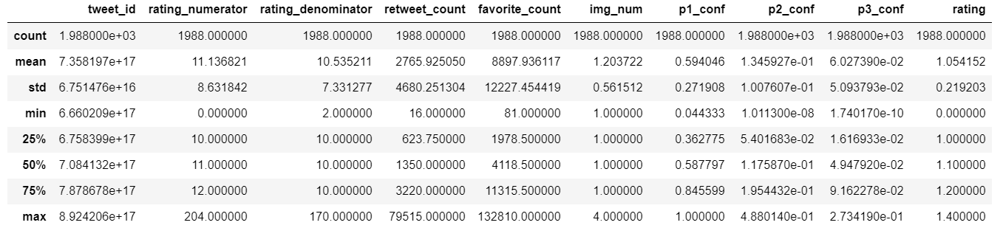 tweet_id rating_numerator rating_denominator retweet_count favorite_count img_num p1_conf p2_conf p3_conf rating
count 1.988000e+03 1988.000000 1988.000000 1988.000000 1988.000000 1988.000000 1988.000000 1.988000e+03 1.988000e+03 1988.000000
mean 7.358197e+17 11.136821 10.535211 2765.925050 8897.936117 1.203722 0.594046 1.345927e-01 6.027390e-02 1.054152
std 6.751476e+16 8.631842 7.331277 4680.251304 12227.454419 0.561512 0.271908 1.007607e-01 5.093793e-02 0.219203
min 6.660209e+17 0.000000 2.000000 16.000000 81.000000 1.000000 0.044333 1.011300e-08 1.740170e-10 0.000000
25% 6.758399e+17 10.000000 10.000000 623.750000 1978.500000 1.000000 0.362775 5.401683e-02 1.616933e-02 1.000000
50% 7.084132e+17 11.000000 10.000000 1350.000000 4118.500000 1.000000 0.587797 1.175870e-01 4.947920e-02 1.100000
75% 7.878678e+17 12.000000 10.000000 3220.000000 11315.500000 1.000000 0.845599 1.954432e-01 9.162278e-02 1.200000
max 8.924206e+17 204.000000 170.000000 79515.000000 132810.000000 4.000000 1.000000 4.880140e-01 2.734190e-01 1.400000